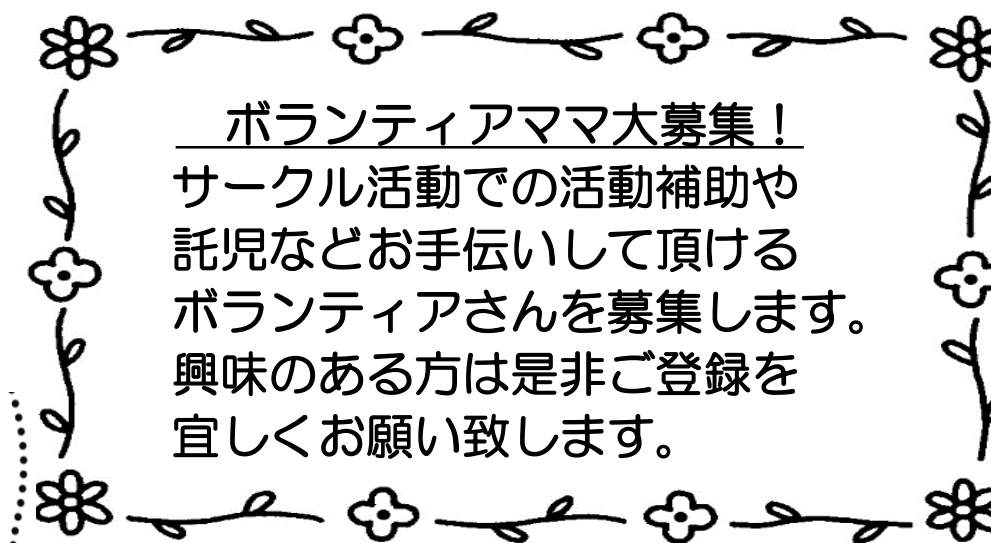 ボランティアママ大募集！
サークル活動での活動補助や
託児などお手伝いして頂ける
ボランティアさんを募集します。
興味のある方は是非ご登録を
宜しくお願い致します。